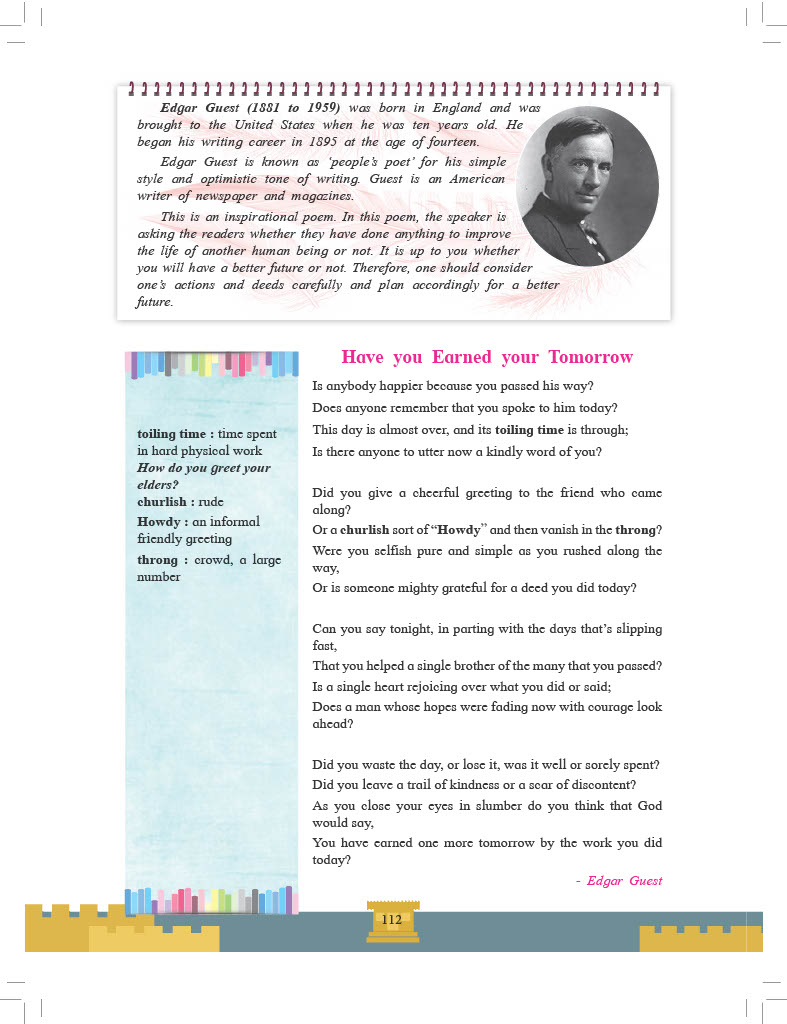 Edgar Guest (1881 to 1959) was born in England and was
brought to the United States when he was ten years old. He
began his writing career in 1895 at the age of fourteen.
Edgar Guest is known as ‘people’s poet’ for his simple
style and optimistic tone of writing. Guest is an American
writer of newspaper and magazines.
This is an inspirational poem. In this poem, the speaker is
asking the readers whether they have done anything to improve
the life of another human being or not. It is up to you whether
you will have a better future or not. Therefore, one should consider
one’s actions and deeds carefully and plan accordingly for a better
future.
toiling time : time spent
in hard physical work
How do you greet your
elders?
churlish : rude
Howdy : an informal
friendly greeting
throng : crowd, a large
number
Have you Earned your Tomorrow
Is anybody happier because you passed his way?
Does anyone remember that you spoke to him today?
This day is almost over, and its toiling time is through;
Is there anyone to utter now a kindly word of you?
Did you give a cheerful greeting to the friend who came
along?
Or a churlish sort of “Howdy” and then vanish in the throng?
Were you selfish pure and simple as you rushed along the
way,
Or is someone mighty grateful for a deed you did today?
Can you say tonight, in parting with the days that’s slipping
fast,
That you helped a single brother of the many that you passed?
Is a single heart rejoicing over what you did or said;
Does a man whose hopes were fading now with courage look
ahead?
Did you waste the day, or lose it, was it well or sorely spent?
Did you leave a trail of kindness or a scar of discontent?
As you close your eyes in slumber do you think that God
would say,
You have earned one more tomorrow by the work you did
today?
- Edgar Guest
112